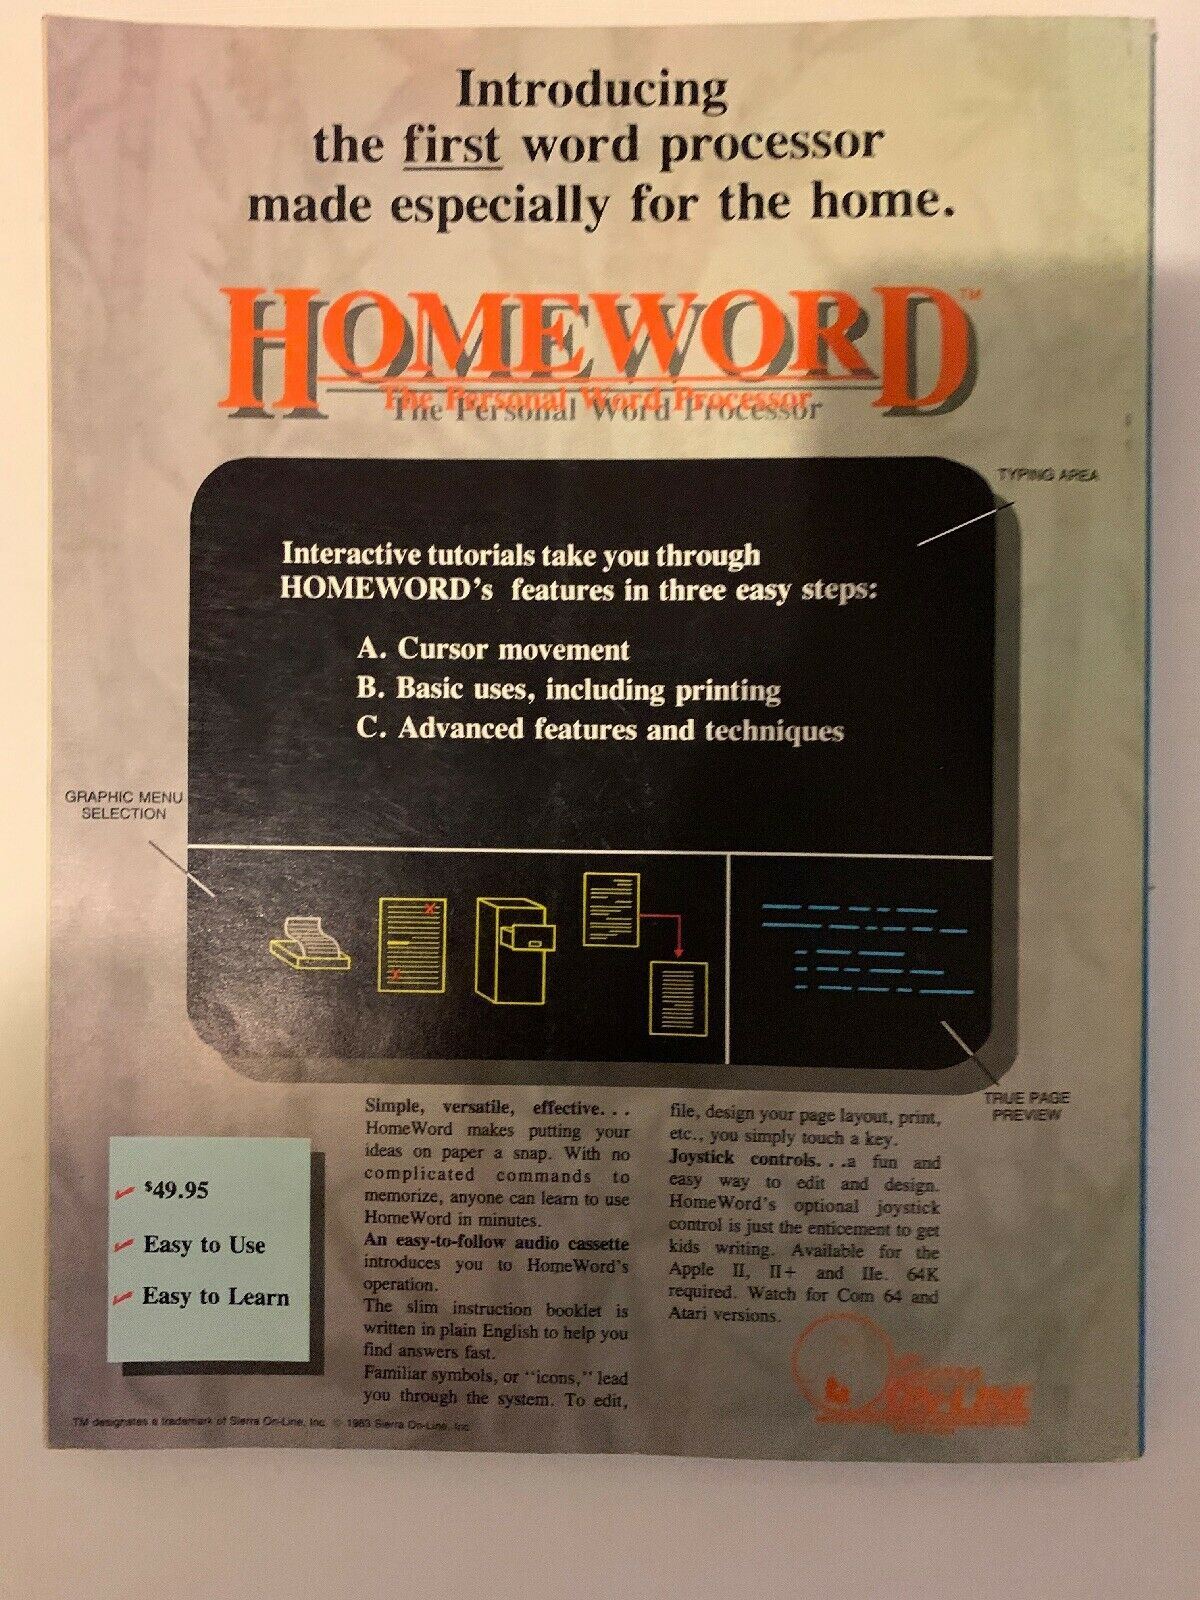 Introducing
the first word processor
made especially for the home.
HOMEWORD™
The Personal Word Processor
TYPING AREA
Interactive tutorials take you through
HOMEWORD's features in three easy steps:
A. Cursor movement
B. Basic uses, including printing
C. Advanced features and techniques
GRAPHIC MENU
SELECTION
TRUE PAGE
PREVIEW
$49.95
Easy to Use
Easy to Learn
Simple, versatile, effective...
HomeWord makes putting your
ideas on paper a snap. With no
complicated commands to
memorize, anyone can learn to use
HomeWord in minutes.
An easy-to-follow audio cassette
introduces you to HomeWord's
operation.
The slim instruction booklet is
written in plain English to help you
find answers fast.
Familiar symbols, or "icons," lead
you through the system. To edit,
file, design your page layout, print,
etc., you simply touch a key.
Joystick controls...a fun and
easy way to edit and design.
HomeWord's optional joystick
control is just the enticement to get
kids writing. Available for the
Apple II, II+ and IIe. 64K
required. Watch for Com 64 and
Atari versions.
ON-LINE
TM designates a trademark of Sierra On-Line, Inc. © 1983 Sierra On-Line, Inc.